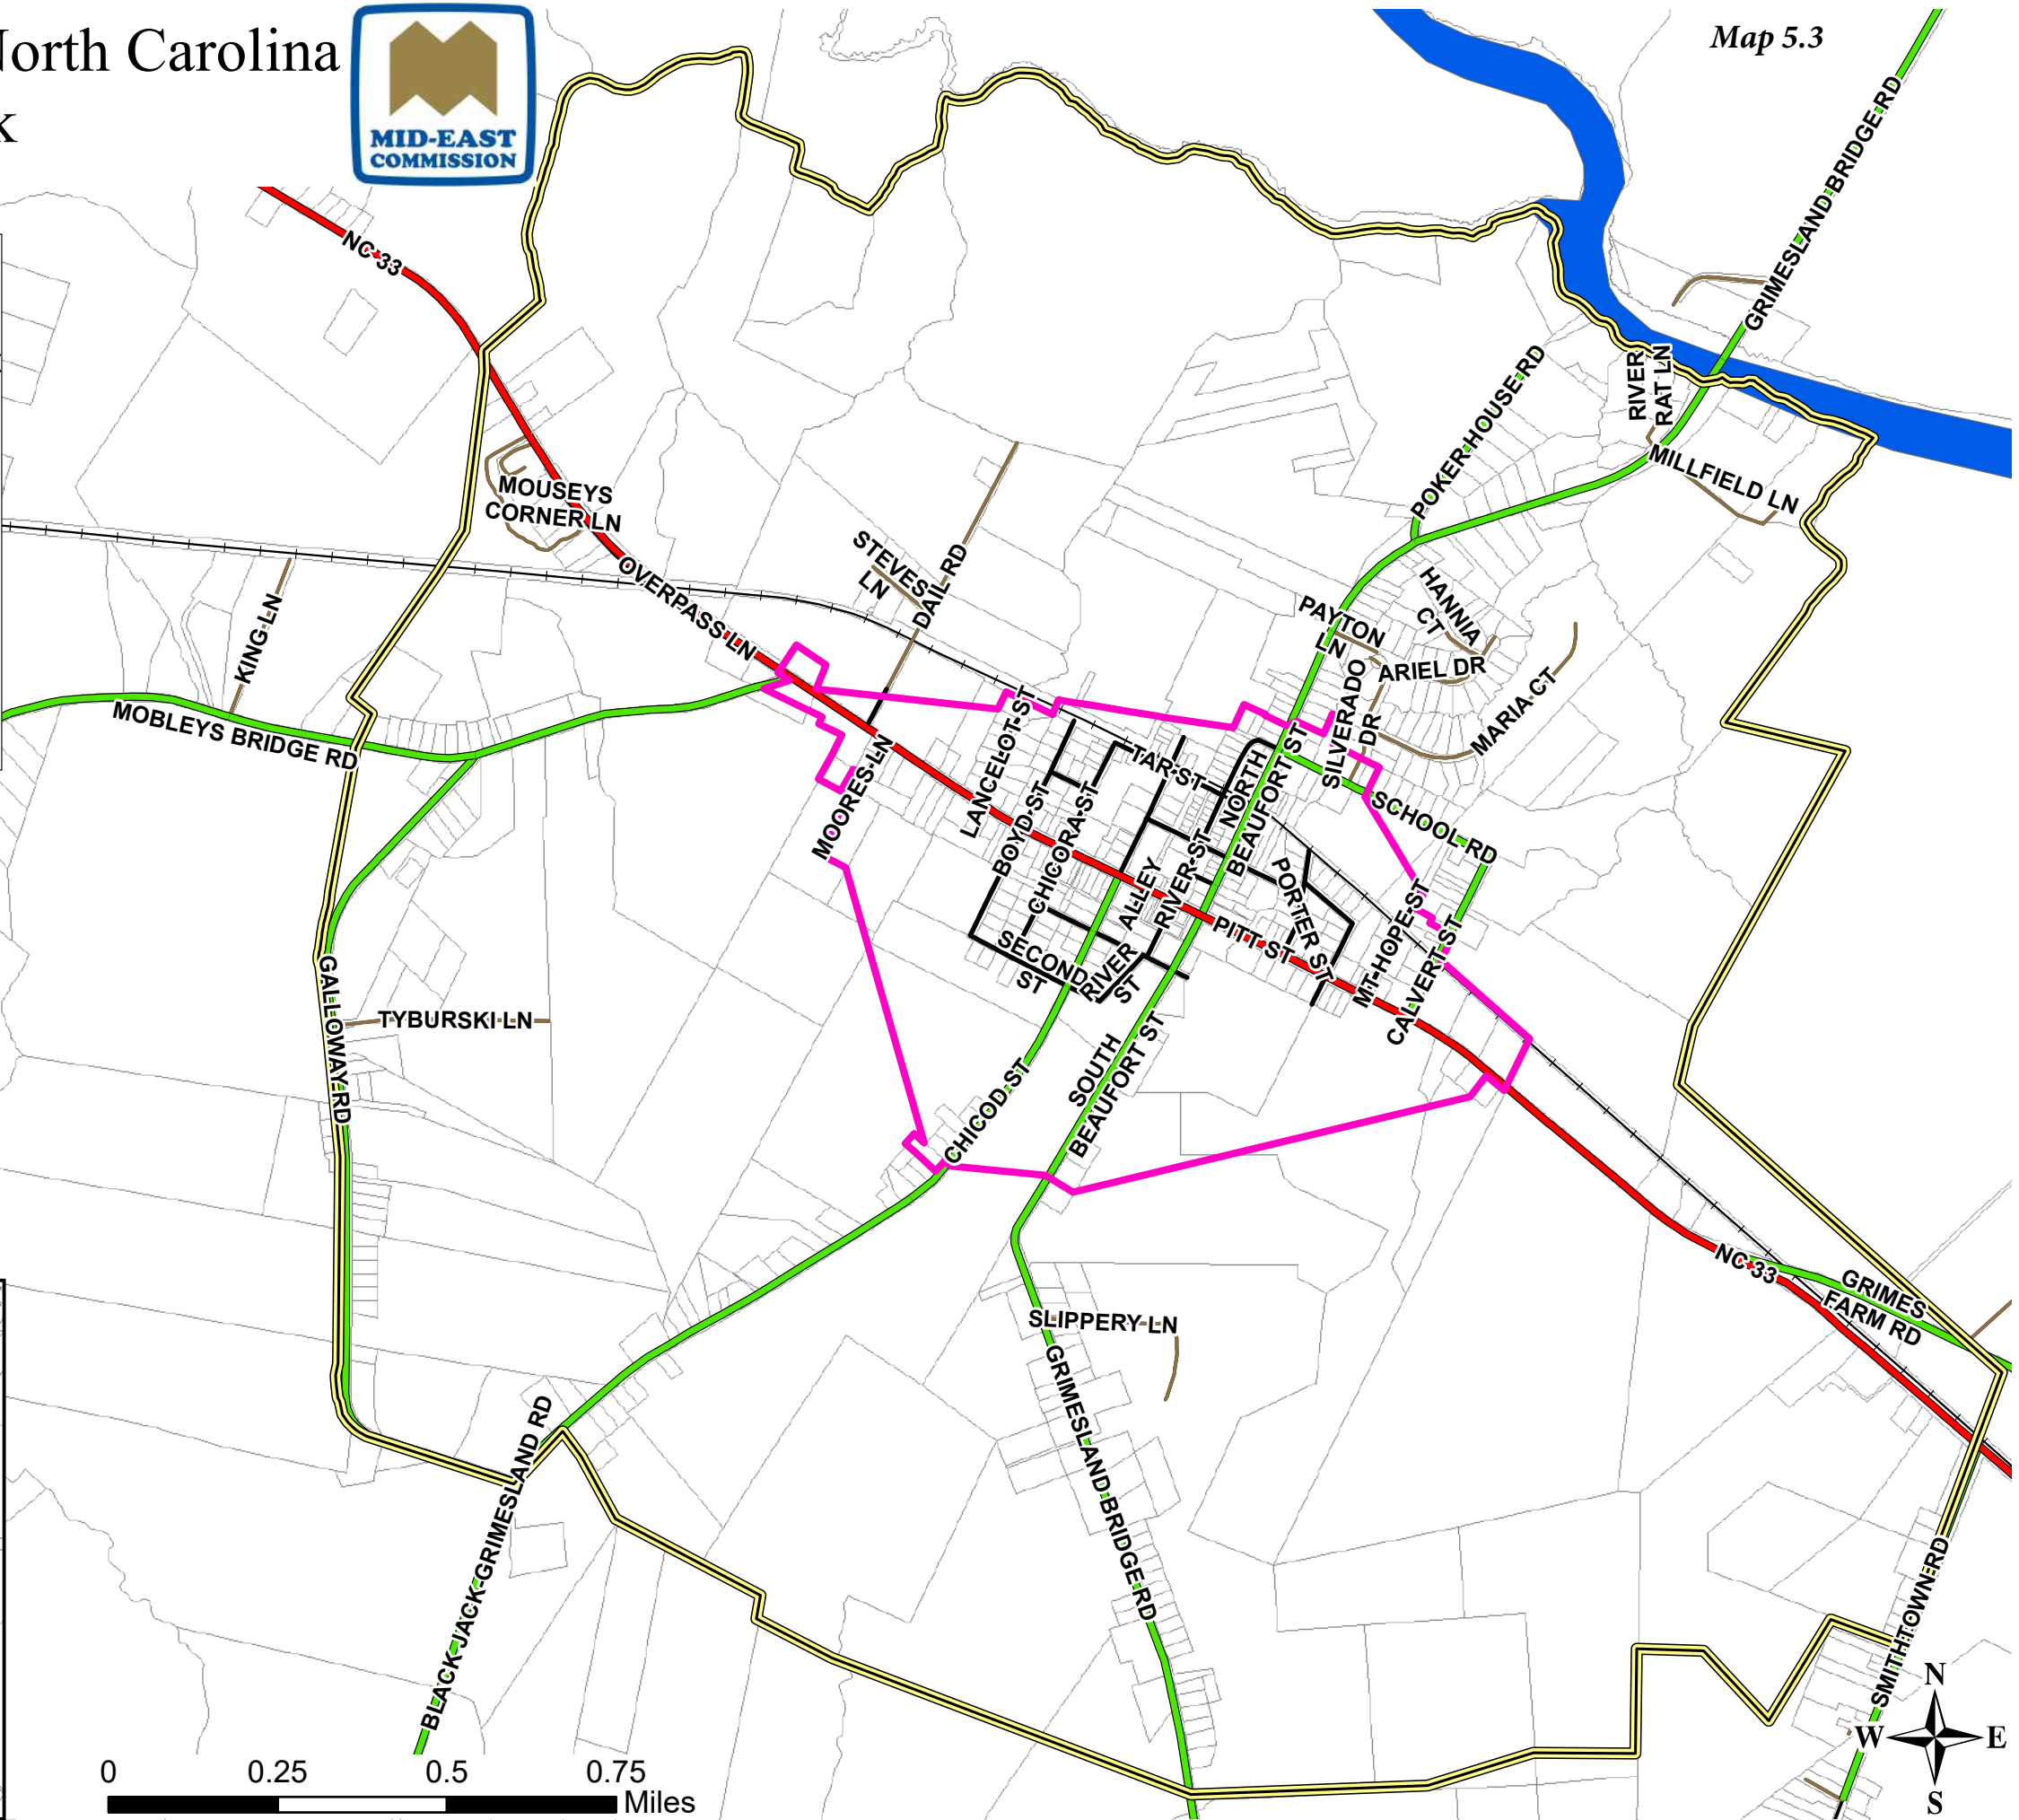 North Carolina
k
MID-EAST
COMMISSION
Map 5.3
GRIMESLAND BRIDGE RD
NC 33
RIVER
RAT LN
POKER HOUSE RD
MILLFIELD LN
MOUSEYS
CORNER LN
OVERPASS LN
STEVES
LN
DAIL RD
KING LN
PAYTON
LN
HANNIA
CT
ARIEL DR
SILVERADO
DR
MARIA CT
MOBLEYS BRIDGE RD
MOORES LN
LANCELOT ST
BOYD ST
CHICORA ST
TAR ST
NORTH
BEAUFORT ST
SCHOOL RD
ALLEY
RIVER ST
PORTER ST
PITT ST
MT HOPE ST
CALVERT ST
SECOND
ST
RIVER
ST
GALLOWAY RD
TYBURSKI LN
CHICOD ST
SOUTH
BEAUFORT ST
NC 33
GRIMES
FARM RD
SLIPPERY LN
GRIMESLAND BRIDGE RD
BLACK JACK-GRIMESLAND RD
SMITHTOWN RD
N
W E
S
0 0.25 0.5 0.75
Miles